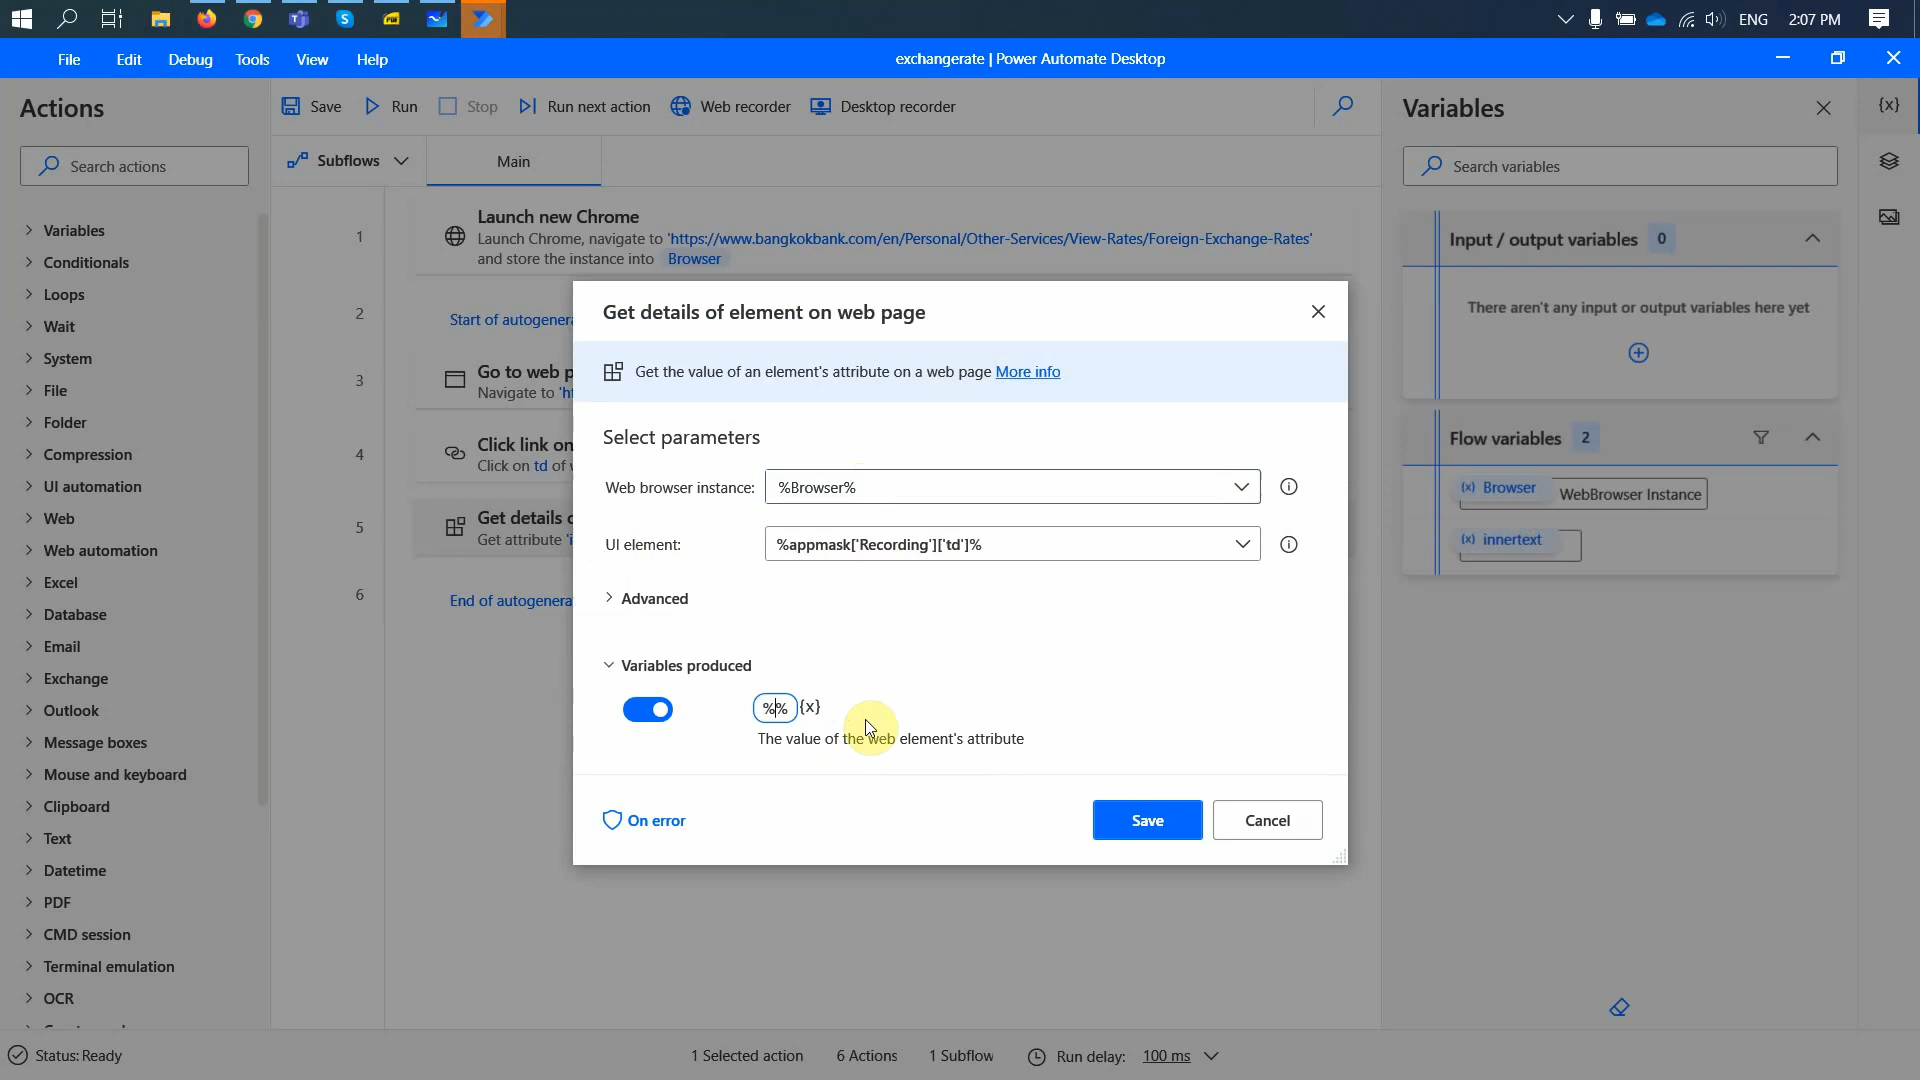 ENG
2:07 PM
File
Edit
Debug
Tools
View
Help
exchangerate | Power Automate Desktop
Actions
Search actions
Variables
Conditionals
Loops
Wait
System
File
Folder
Compression
UI automation
Web
Web automation
Excel
Database
Email
Exchange
Outlook
Message boxes
Mouse and keyboard
Clipboard
Text
Datetime
PDF
CMD session
Terminal emulation
OCR
Save
Run
Stop
Run next action
Web recorder
Desktop recorder
Subflows
Main
1
Launch new Chrome
Launch Chrome, navigate to 'https://www.bangkokbank.com/en/Personal/Other-Services/View-Rates/Foreign-Exchange-Rates'
and store the instance into Browser
2
Start of autogenera
3
Go to web p
Navigate to 'ht
4
Click link on
Click on td of w
5
Get details o
Get attribute 'i
6
End of autogenera
Get details of element on web page
Get the value of an element's attribute on a web page More info
Select parameters
Web browser instance:
%Browser%
UI element:
%appmask['Recording']['td']%
Advanced
Variables produced
%% {x}
The value of the web element's attribute
On error
Save
Cancel
Variables
{x}
Search variables
Input / output variables 0
There aren't any input or output variables here yet
Flow variables 2
(x) Browser WebBrowser Instance
(x) innertext
Status: Ready
1 Selected action
6 Actions
1 Subflow
Run delay:
100 ms